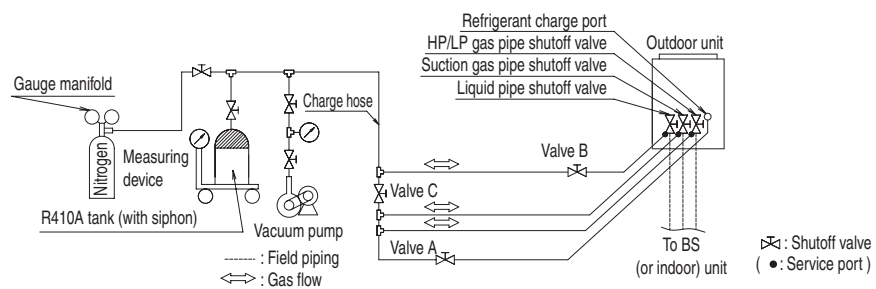 Refrigerant charge port
HP/LP gas pipe shutoff valve
Suction gas pipe shutoff valve
Liquid pipe shutoff valve
Outdoor unit
Gauge manifold
Nitrogen
Measuring
device
R410A tank (with siphon)
Charge hose
Vacuum pump
Valve B
Valve C
Valve A
To BS
(or indoor) unit
: Field piping
: Gas flow
: Shutoff valve
( ● : Service port )